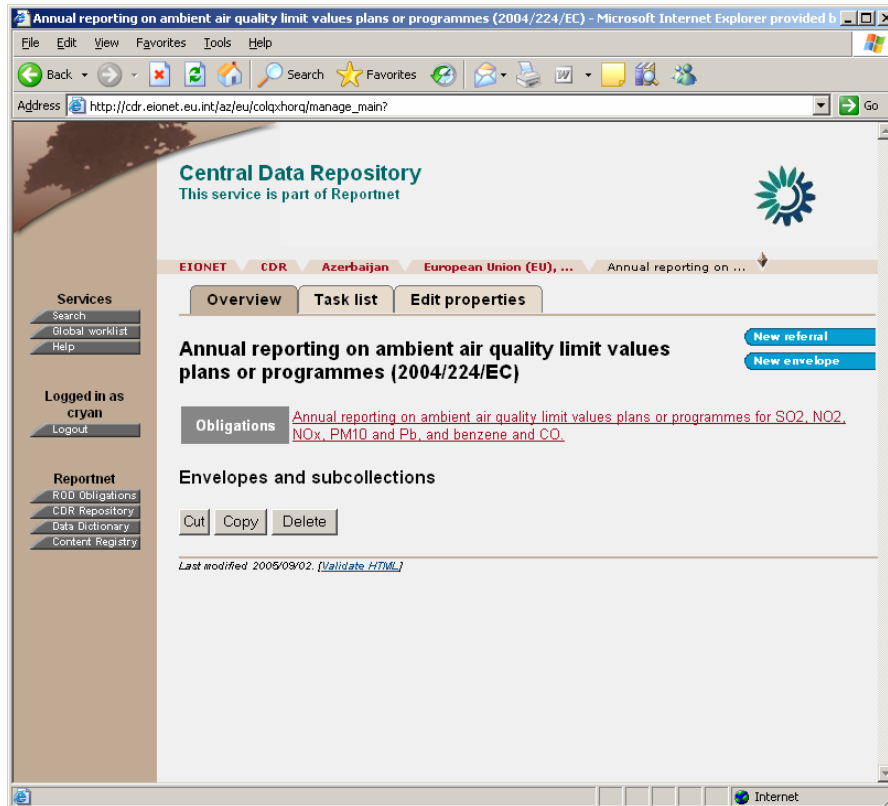 Annual reporting on ambient air quality limit values plans or programmes (2004/224/EC) - Microsoft Internet Explorer provided b
File Edit View Favorites Tools Help
Back Search Favorites
Address http://cdr.eionet.eu.int/az/eu/colqxhorq/manage_main? Go
Central Data Repository
This service is part of Reportnet
EIONET CDR Azerbaijan European Union (EU), ... Annual reporting on ...
Services
Search
Global worklist
Help
Logged in as
cryan
Logout
Reportnet
ROD Obligations
CDR Repository
Data Dictionary
Content Registry
Overview Task list Edit properties
New referral
New envelope
Annual reporting on ambient air quality limit values
plans or programmes (2004/224/EC)
Obligations
Annual reporting on ambient air quality limit values plans or programmes for SO2, NO2,
NOx, PM10 and Pb, and benzene and CO.
Envelopes and subcollections
Cut Copy Delete
Last modified 2005/09/02. [Validate HTML]
Internet